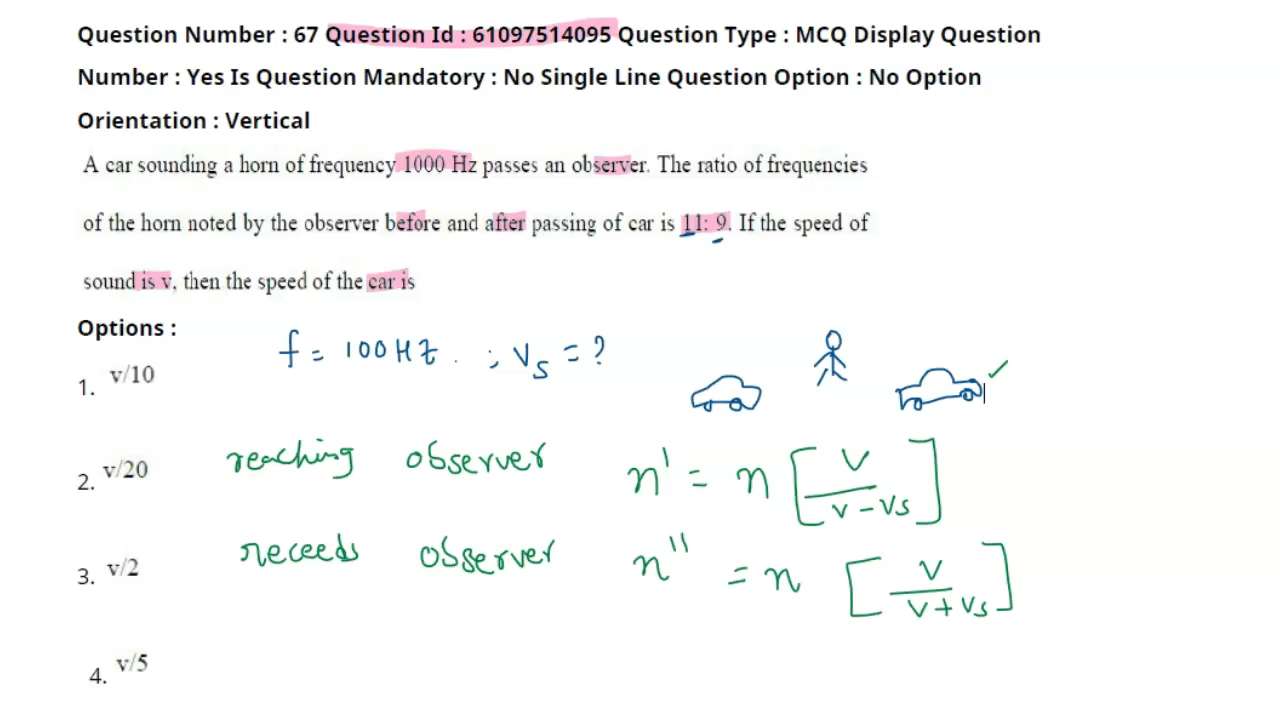 Question Number : 67 Question Id : 61097514095 Question Type : MCQ Display Question
Number : Yes Is Question Mandatory : No Single Line Question Option : No Option
Orientation : Vertical
A car sounding a horn of frequency 1000 Hz passes an observer. The ratio of frequencies
of the horn noted by the observer before and after passing of car is 11: 9. If the speed of
sound is v, then the speed of the car is
Options :
f = 100HZ . ; Vs = ?
1. v/10
2. v/20
reaching observer n' = n [ V / V - Vs ]
3. v/2
receeds observer n'' = n [ V / V + Vs ]
4. v/5